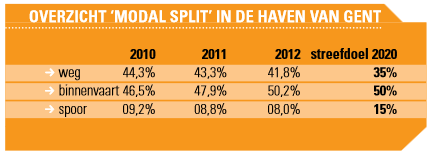 OVERZICHT ‘MODAL SPLIT’ IN DE HAVEN VAN GENT
2010 2011 2012 streefdoel 2020
→ weg 44,3% 43,3% 41,8% 35%
→ binnenvaart 46,5% 47,9% 50,2% 50%
→ spoor 09,2% 08,8% 08,0% 15%